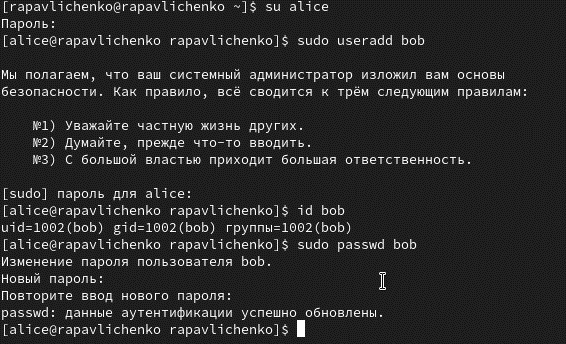 [rapavlichenko@rapavlichenko ~]$ su alice
Пароль:
[alice@rapavlichenko rapavlichenko]$ sudo useradd bob
Мы полагаем, что ваш системный администратор изложил вам основы
безопасности. Как правило, всё сводится к трём следующим правилам:
№1) Уважайте частную жизнь других.
№2) Думайте, прежде что-то вводить.
№3) С большой властью приходит большая ответственность.
[sudo] пароль для alice:
[alice@rapavlichenko rapavlichenko]$ id bob
uid=1002(bob) gid=1002(bob) группы=1002(bob)
[alice@rapavlichenko rapavlichenko]$ sudo passwd bob
Изменение пароля пользователя bob.
Новый пароль:
Повторите ввод нового пароля:
passwd: данные аутентификации успешно обновлены.
[alice@rapavlichenko rapavlichenko]$